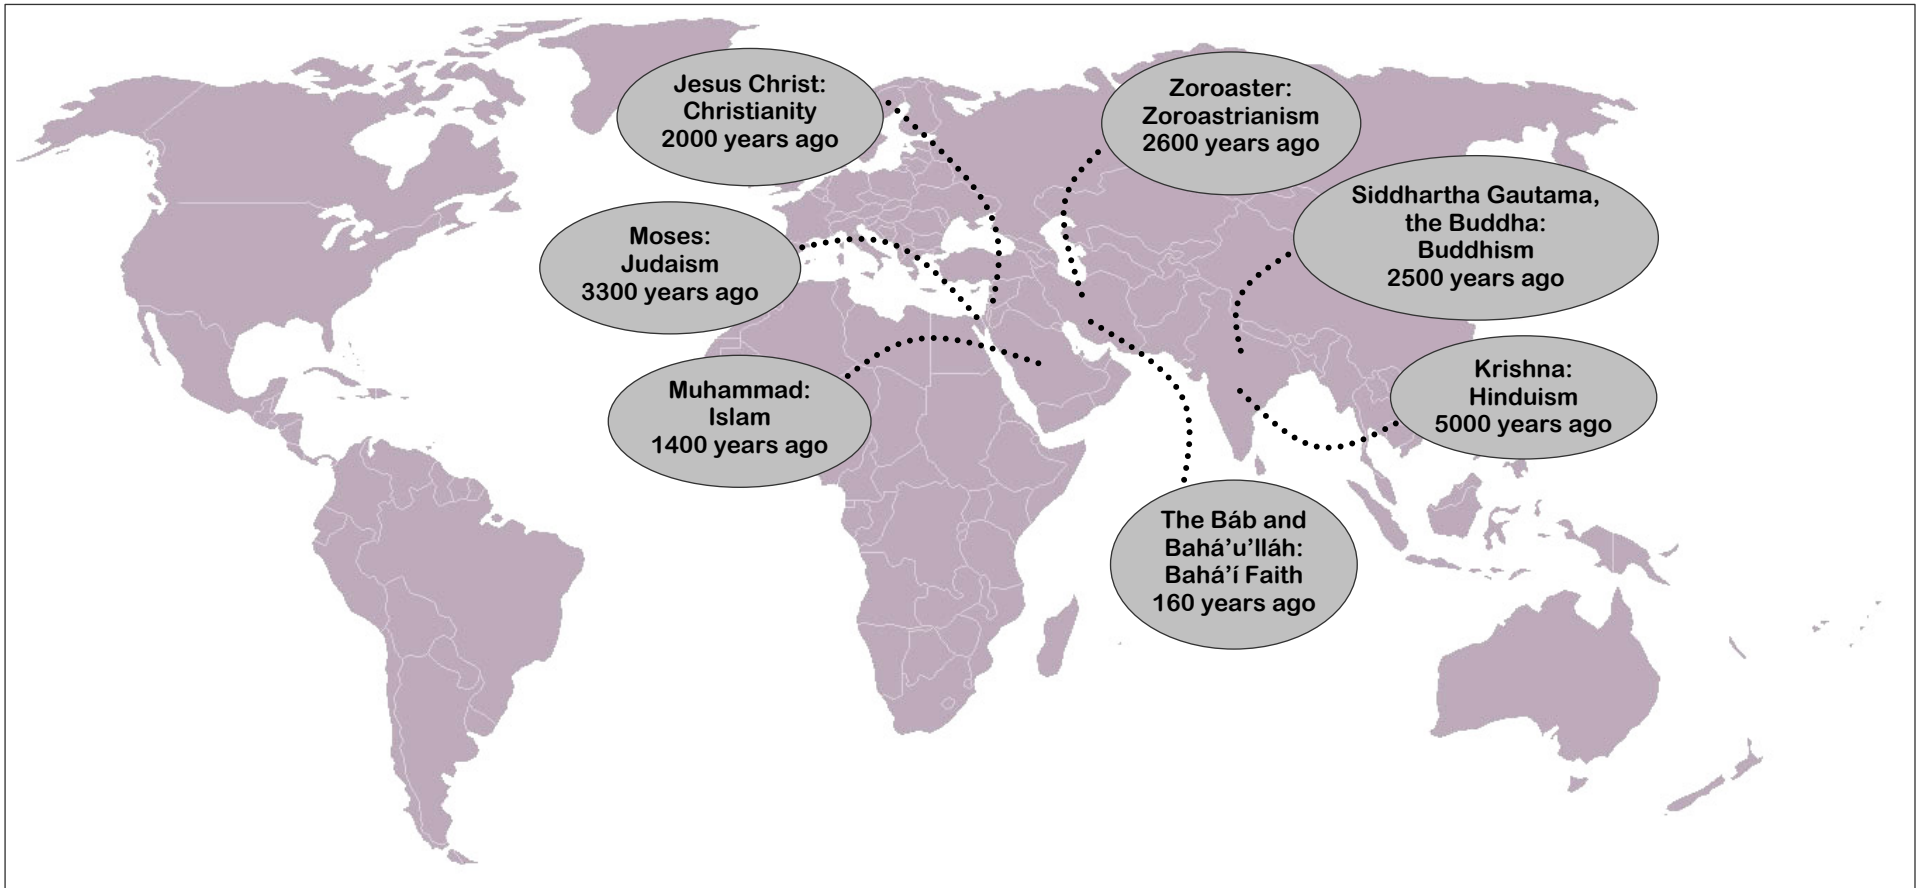 Jesus Christ:
Christianity
2000 years ago
Zoroaster:
Zoroastrianism
2600 years ago
Siddhartha Gautama,
the Buddha:
Buddhism
2500 years ago
Moses:
Judaism
3300 years ago
Krishna:
Hinduism
5000 years ago
Muhammad:
Islam
1400 years ago
The Báb and
Bahá’u’lláh:
Bahá’í Faith
160 years ago